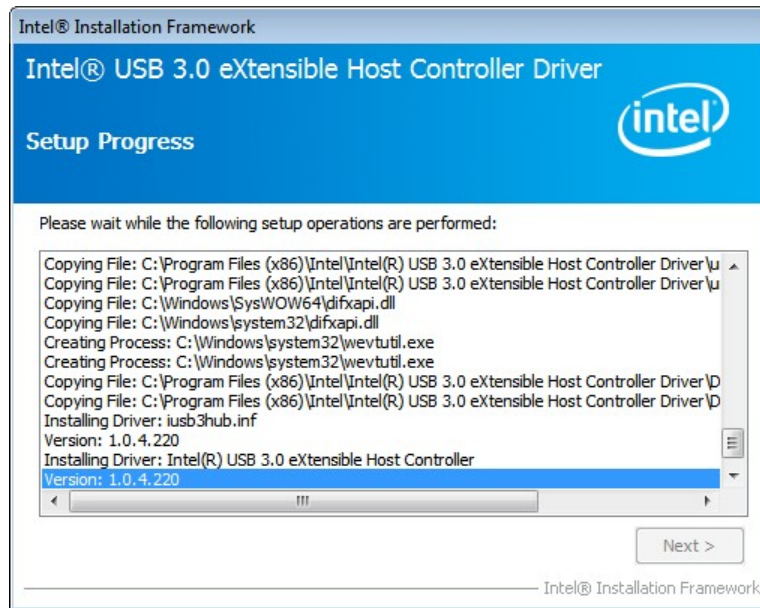 Intel® Installation Framework
Intel® USB 3.0 eXtensible Host Controller Driver
intel
Setup Progress
Please wait while the following setup operations are performed:
Copying File: C:\Program Files (x86)\Intel\Intel(R) USB 3.0 eXtensible Host Controller Driver\u
Copying File: C:\Program Files (x86)\Intel\Intel(R) USB 3.0 eXtensible Host Controller Driver\u
Copying File: C:\Windows\SysWOW64\difxapi.dll
Copying File: C:\Windows\system32\difxapi.dll
Creating Process: C:\Windows\system32\wevtutil.exe
Creating Process: C:\Windows\system32\wevtutil.exe
Copying File: C:\Program Files (x86)\Intel\Intel(R) USB 3.0 eXtensible Host Controller Driver\D
Copying File: C:\Program Files (x86)\Intel\Intel(R) USB 3.0 eXtensible Host Controller Driver\D
Installing Driver: iusb3hub.inf
Version: 1.0.4.220
Installing Driver: Intel(R) USB 3.0 eXtensible Host Controller
Version: 1.0.4.220
Next >
Intel® Installation Framework